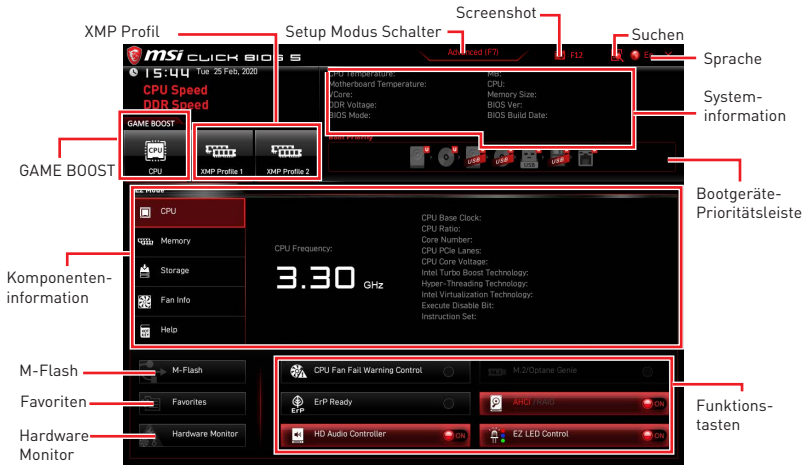 Screenshot
XMP Profil
Setup Modus Schalter
Suchen
msi CLICK BIOS 5
Advanced (F7)
F12
En
Sprache
15:44 Tue 25 Feb, 2020
CPU Speed
DDR Speed
CPU Temperature:
Motherboard Temperature:
VCore:
DDR Voltage:
BIOS Mode:
MB:
CPU:
Memory Size:
BIOS Ver:
BIOS Build Date:
System-
information
GAME BOOST
CPU
XMP Profile 1
XMP Profile 2
Boot Priority
U
U
USB
USB
USB
USB
GAME BOOST
Bootgeräte-
Prioritätsleiste
EZ Mode
CPU
Memory
Storage
Fan Info
Help
CPU Frequency:
3.30 GHz
CPU Base Clock:
CPU Ratio:
Core Number:
CPU PCIe Lanes:
CPU Core Voltage:
Intel Turbo Boost Technology:
Hyper-Threading Technology:
Intel Virtualization Technology:
Execute Disable Bit:
Instruction Set:
Komponenten-
information
M-Flash
Favoriten
Hardware
Monitor
M-Flash
Favorites
Hardware Monitor
CPU Fan Fail Warning Control
M.2/Optane Genie
ErP
ErP Ready
AHCI /RAID
ON
HD Audio Controller
ON
EZ LED Control
ON
Funktions-
tasten